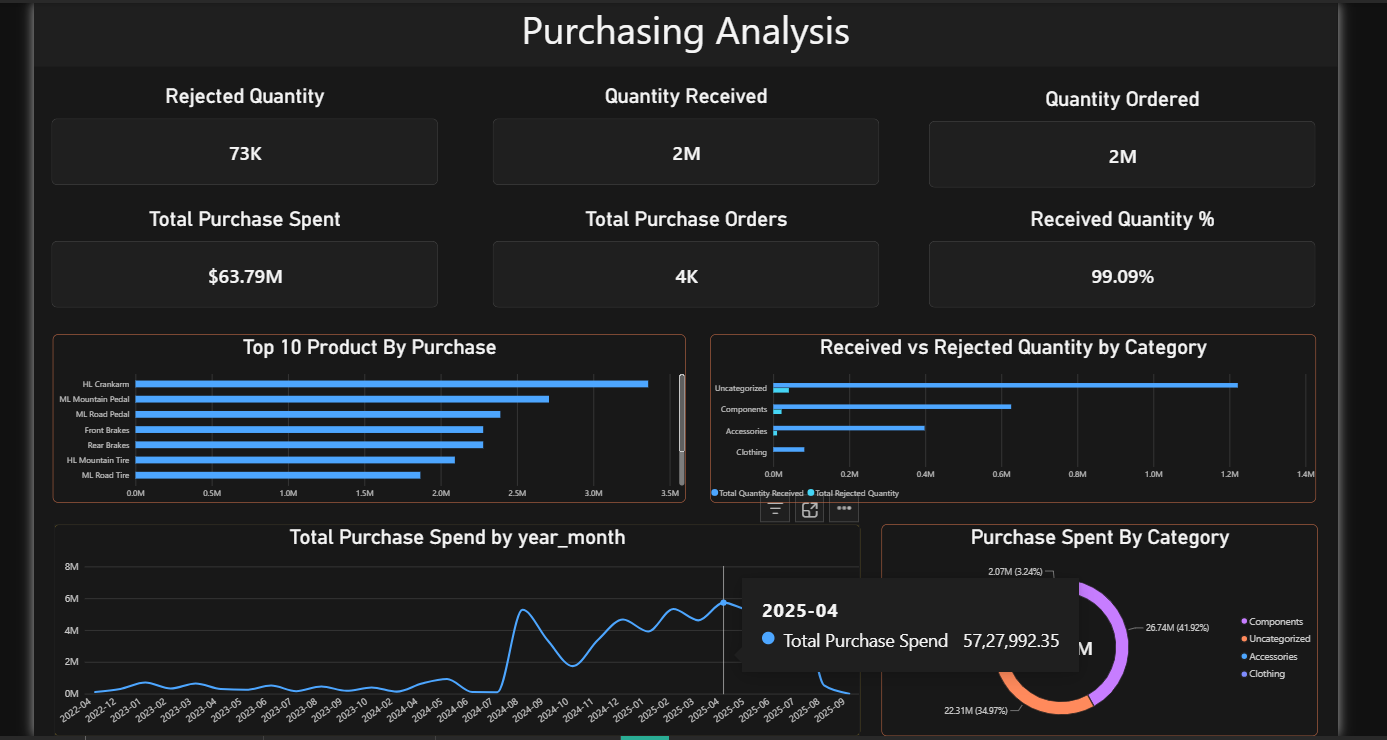 Purchasing Analysis
Rejected Quantity
Quantity Received
Quantity Ordered
73K
2M
2M
Total Purchase Spent
Total Purchase Orders
Received Quantity %
$63.79M
4K
99.09%
Top 10 Product By Purchase
HL Crankarm
ML Mountain Pedal
ML Road Pedal
Front Brakes
Rear Brakes
HL Mountain Tire
ML Road Tire
0.0M 0.5M 1.0M 1.5M 2.0M 2.5M 3.0M 3.5M
Received vs Rejected Quantity by Category
Uncategorized
Components
Accessories
Clothing
0.0M 0.2M 0.4M 0.6M 0.8M 1.0M 1.2M 1.4M
Total Quantity Received Total Rejected Quantity
Total Purchase Spend by year_month
8M
6M
4M
2M
0M
2022-04 2022-12 2023-01 2023-02 2023-03 2023-04 2023-05 2023-06 2023-07 2023-08 2023-09 2024-02 2024-03 2024-04 2024-05 2024-06 2024-07 2024-08 2024-09 2024-10 2024-11 2024-12 2025-01 2025-02 2025-03 2025-04 2025-05 2025-06 2025-07 2025-08 2025-09
2025-04
Total Purchase Spend 57,27,992.35
Purchase Spent By Category
2.07M (3.24%)
26.74M (41.92%)
M
22.31M (34.97%)
Components
Uncategorized
Accessories
Clothing